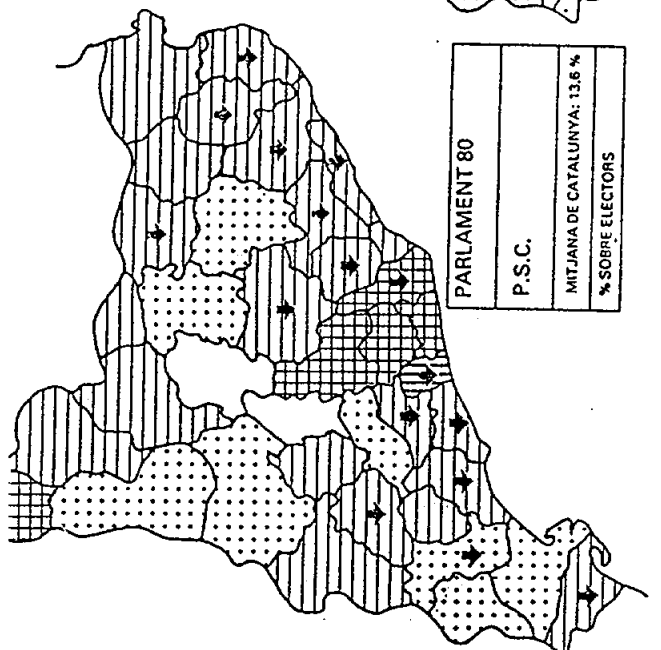 PARLAMENT 80
P.S.C.
MITJANA DE CATALUNYA: 13,6 %
% SOBRE ELECTORS